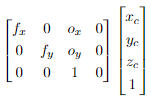 f_x 0 o_x 0 x_c
0 f_y o_y 0 y_c
0 0 1 0 z_c
1